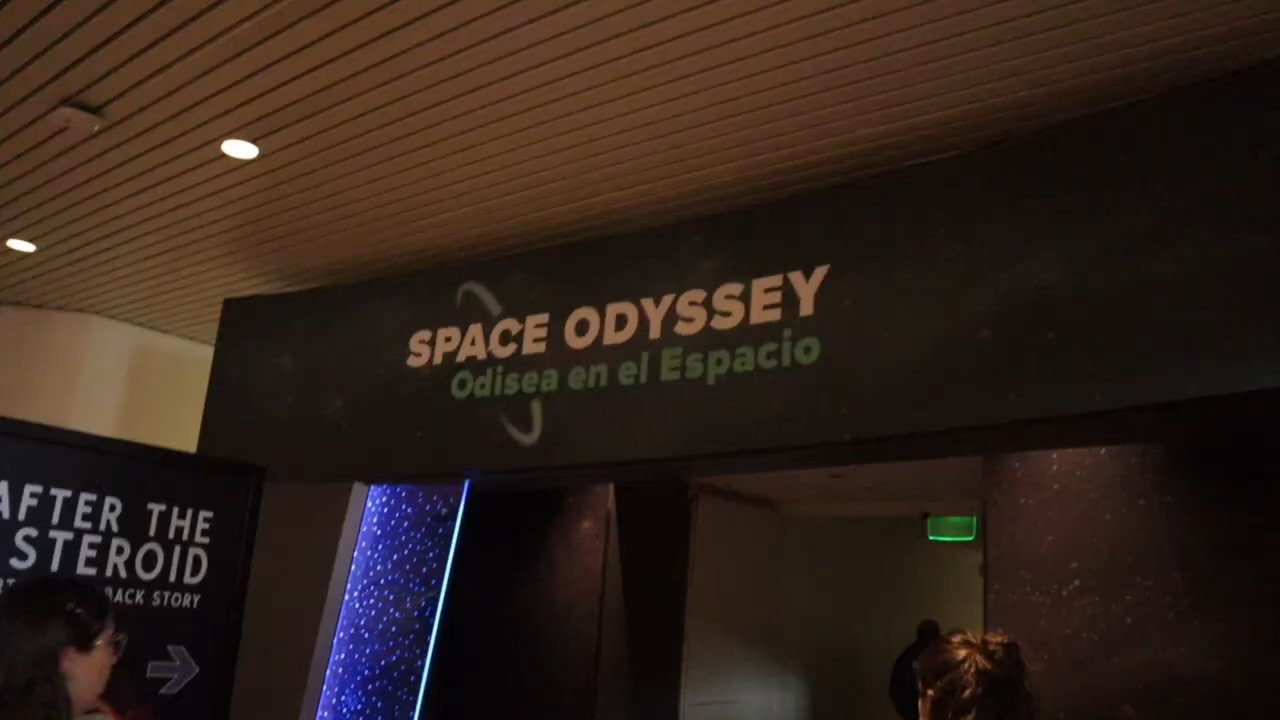 SPACE ODYSSEY
Odisea en el Espacio
AFTER THE
STEROID
BACK STORY